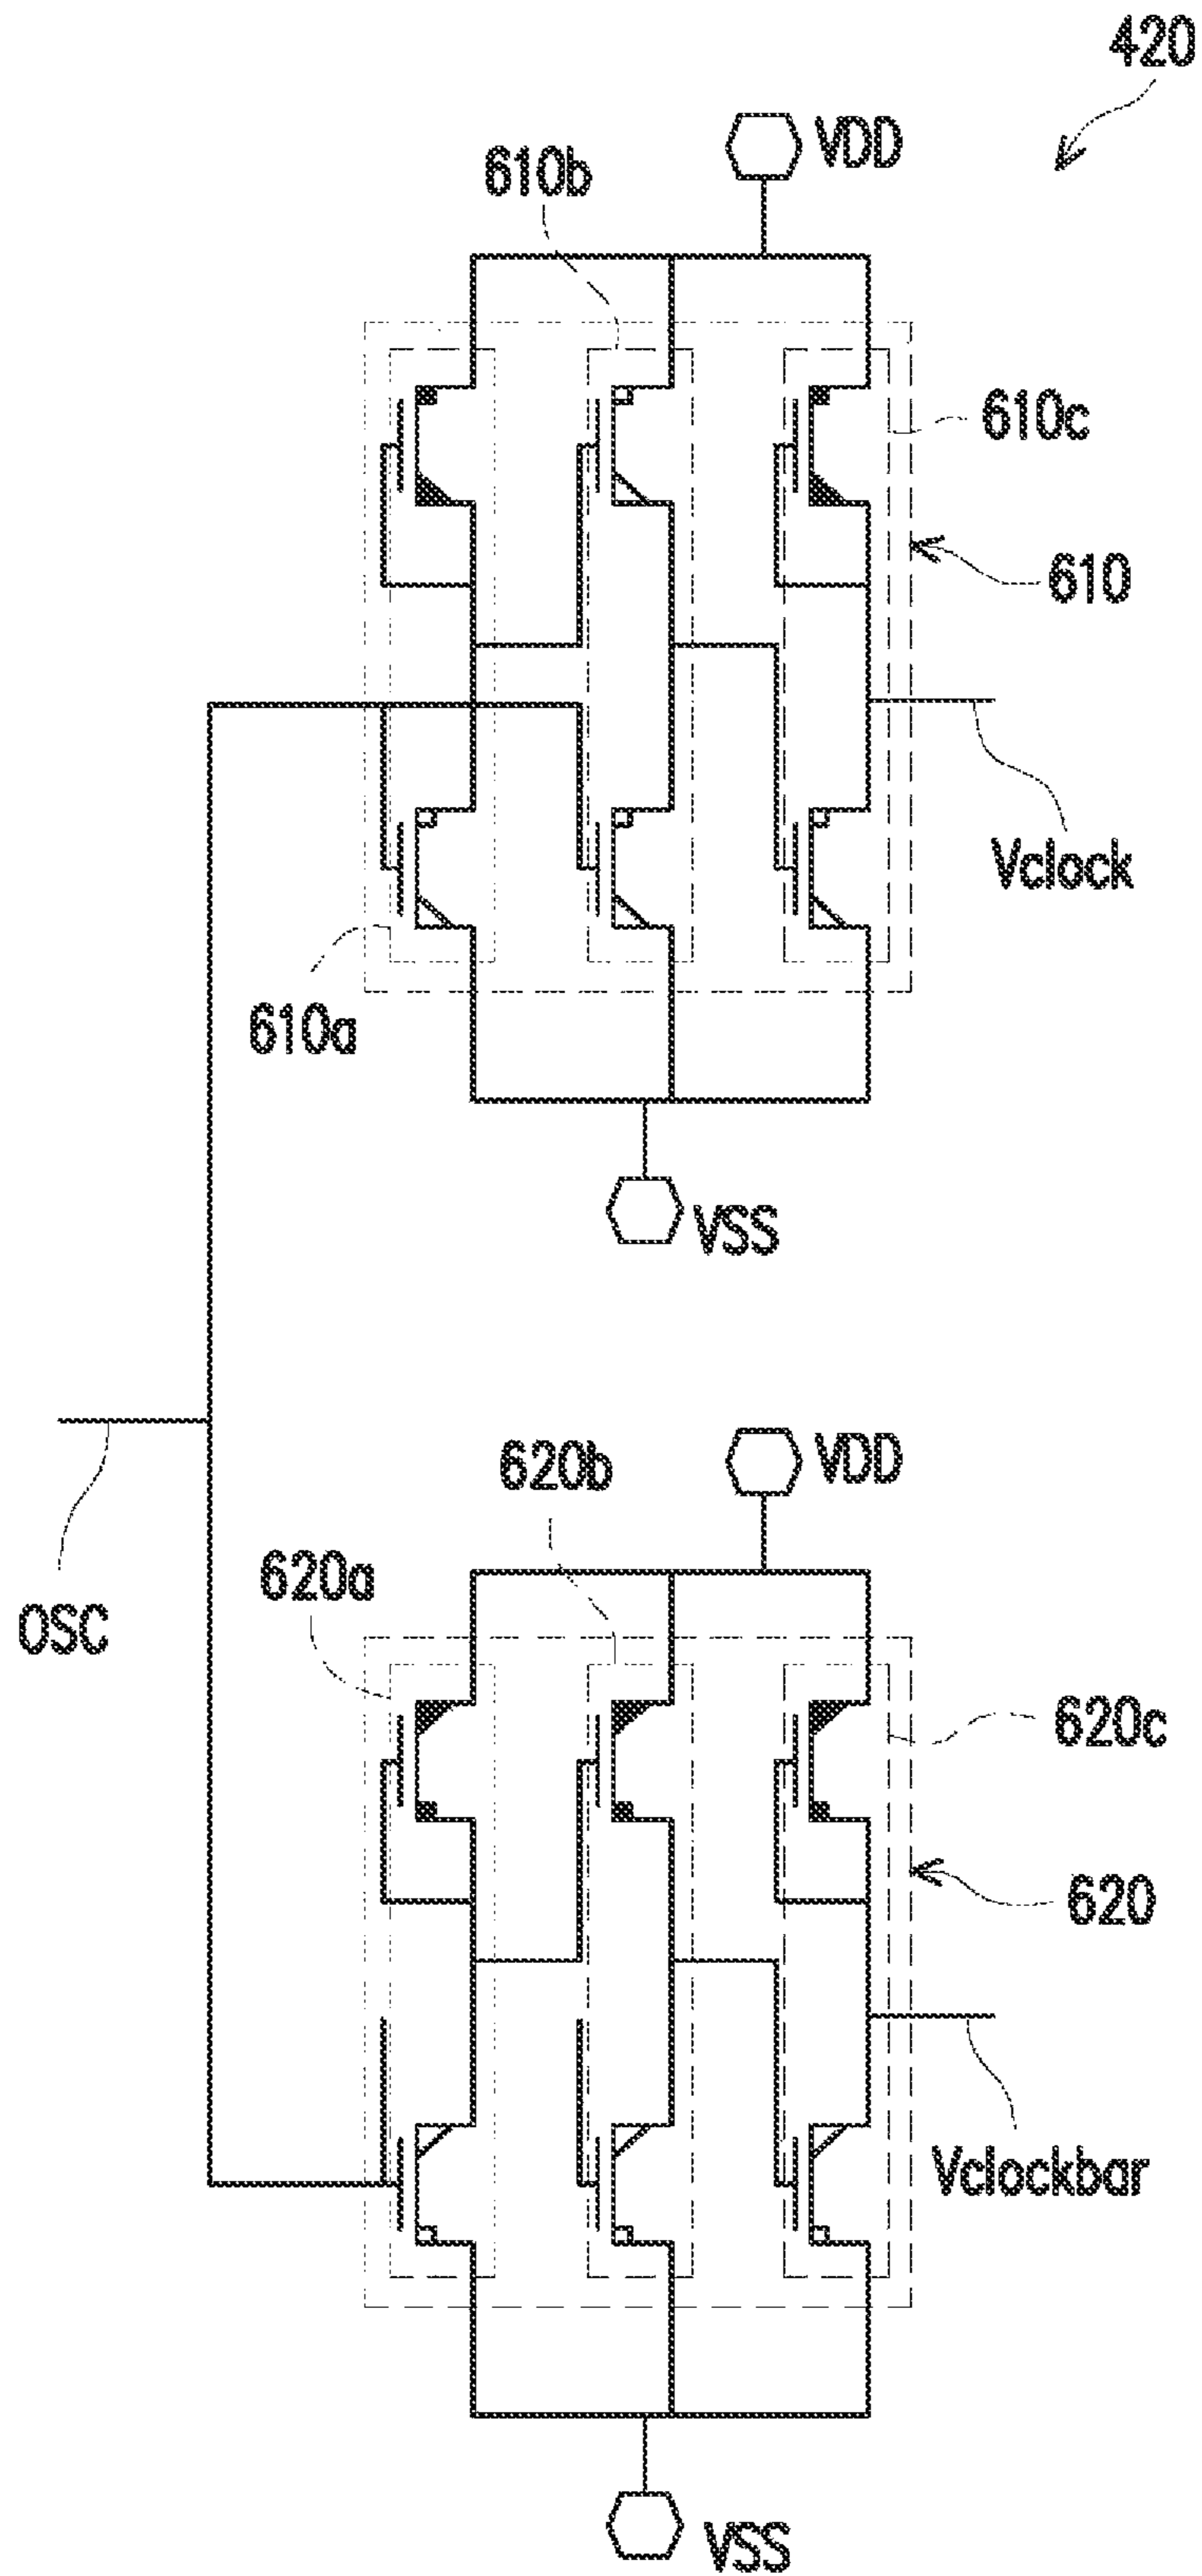 420
VDD
610b
610c
610
Vclock
610a
VSS
VDD
620b
620a
OSC
620c
620
Vclockbar
VSS